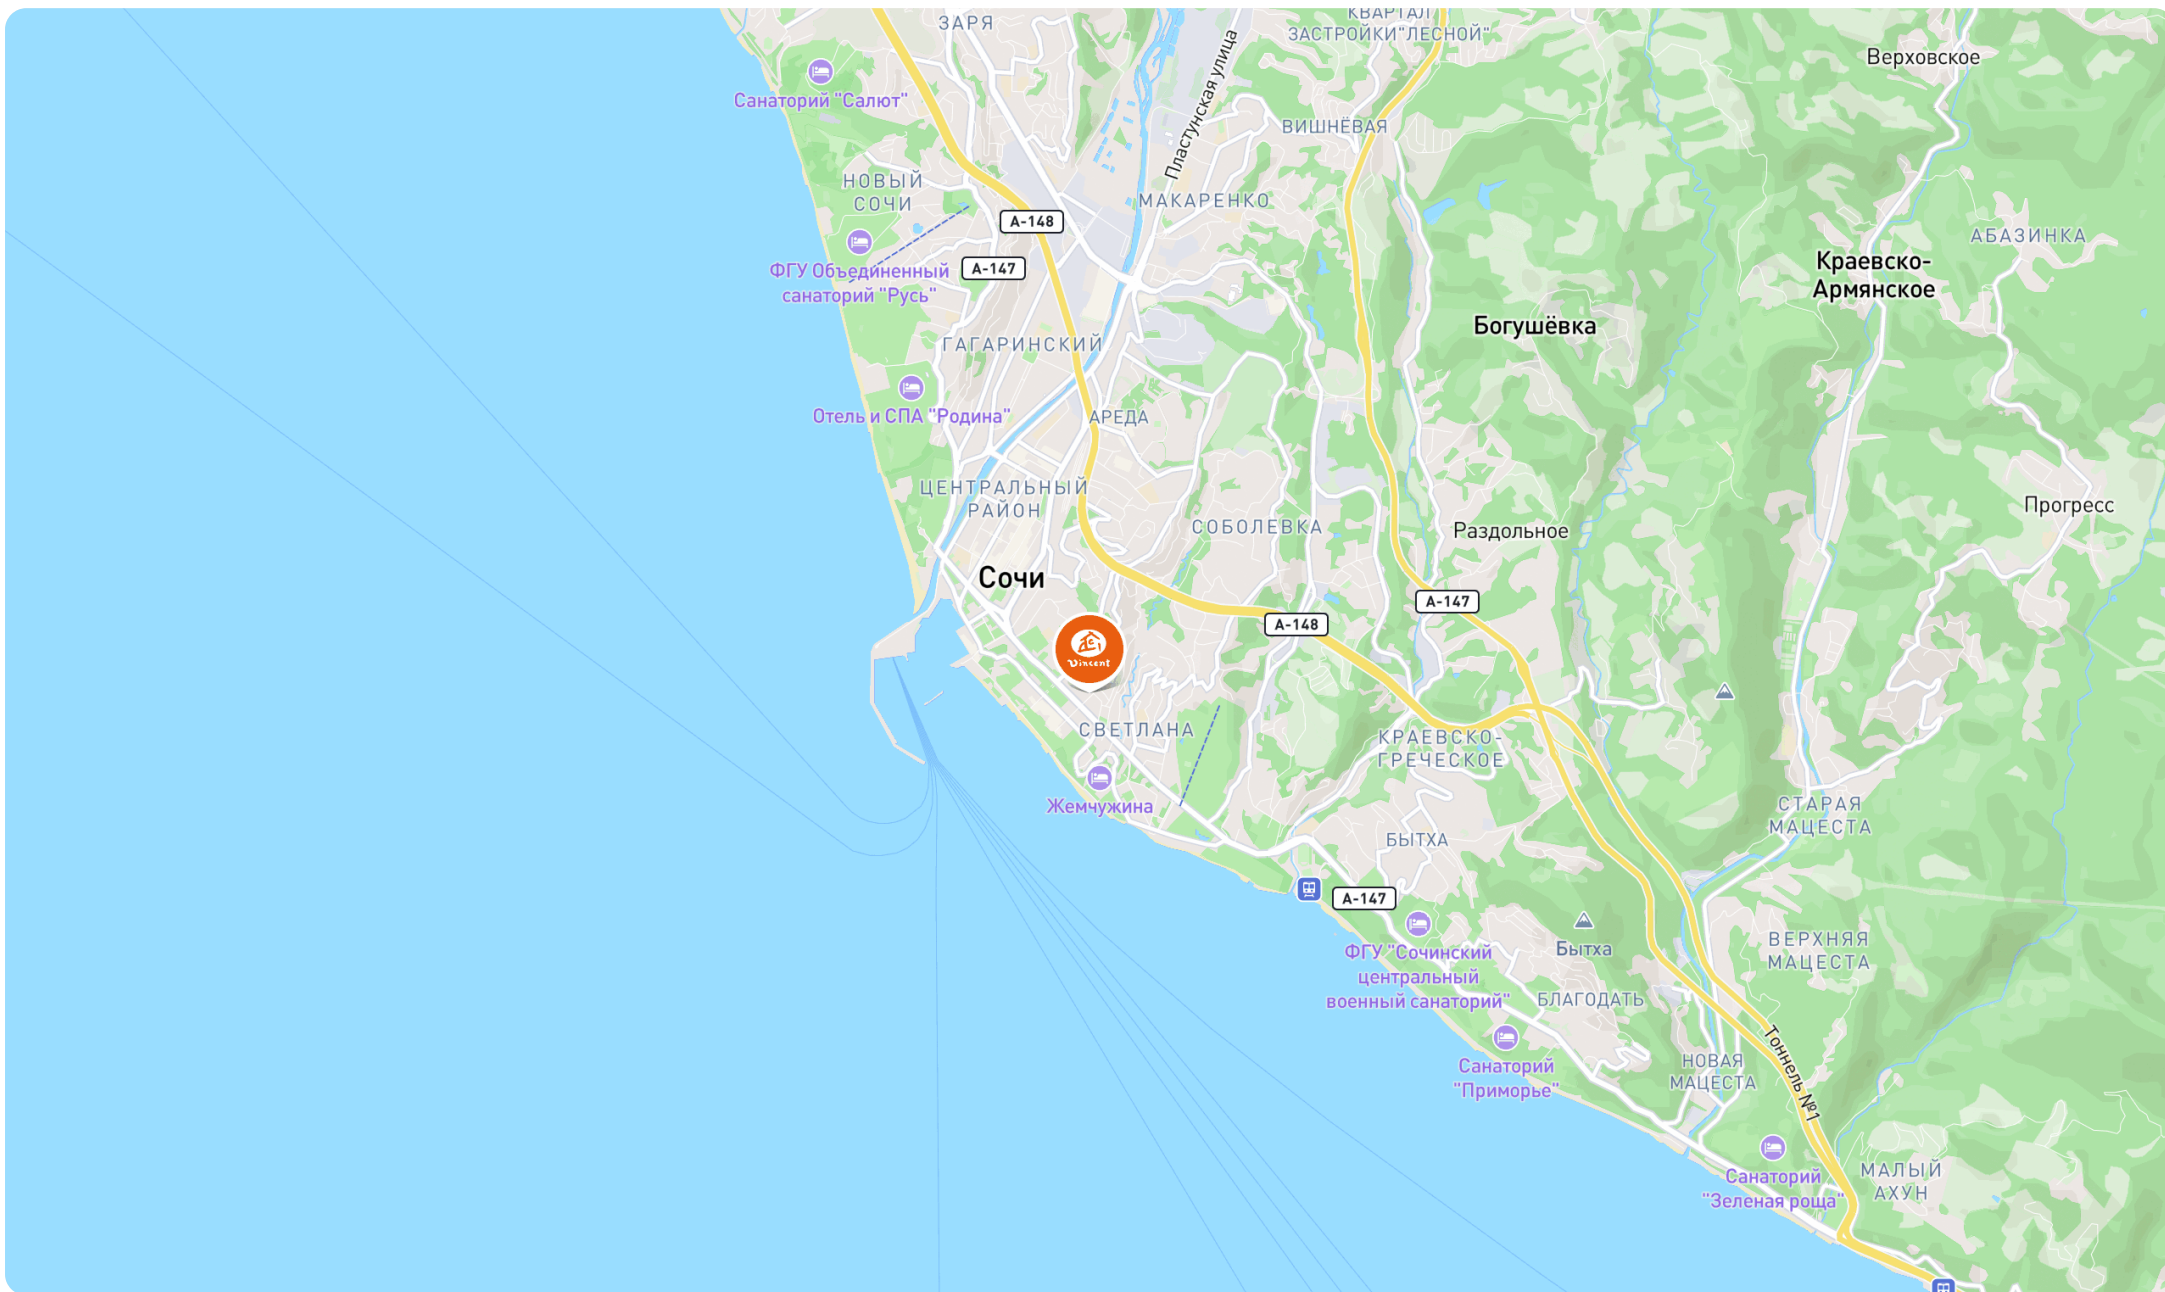 ЗАРЯ
КВАРТАЛ
ЗАСТРОЙКИ"ЛЕСНОЙ"
Верховское
Санаторий "Салют"
Пластунская улица
ВИШНЁВАЯ
НОВЫЙ
СОЧИ
МАКАРЕНКО
А-148
АБАЗИНКА
ФГУ Объединенный
санаторий "Русь"
А-147
Краевско-
Армянское
Богушёвка
ГАГАРИНСКИЙ
Отель и СПА "Родина"
АРЕДА
ЦЕНТРАЛЬНЫЙ
РАЙОН
СОБОЛЕВКА
Раздольное
Прогресс
Сочи
А-148
А-147
Vincent
СВЕТЛАНА
КРАЕВСКО-
ГРЕЧЕСКОЕ
Жемчужина
СТАРАЯ
МАЦЕСТА
БЫТХА
А-147
ФГУ "Сочинский
центральный
военный санаторий"
Бытха
ВЕРХНЯЯ
МАЦЕСТА
БЛАГОДАТЬ
Санаторий
"Приморье"
НОВАЯ
МАЦЕСТА
Тоннель №1
Санаторий
"Зеленая роща"
МАЛЫЙ
АХУН